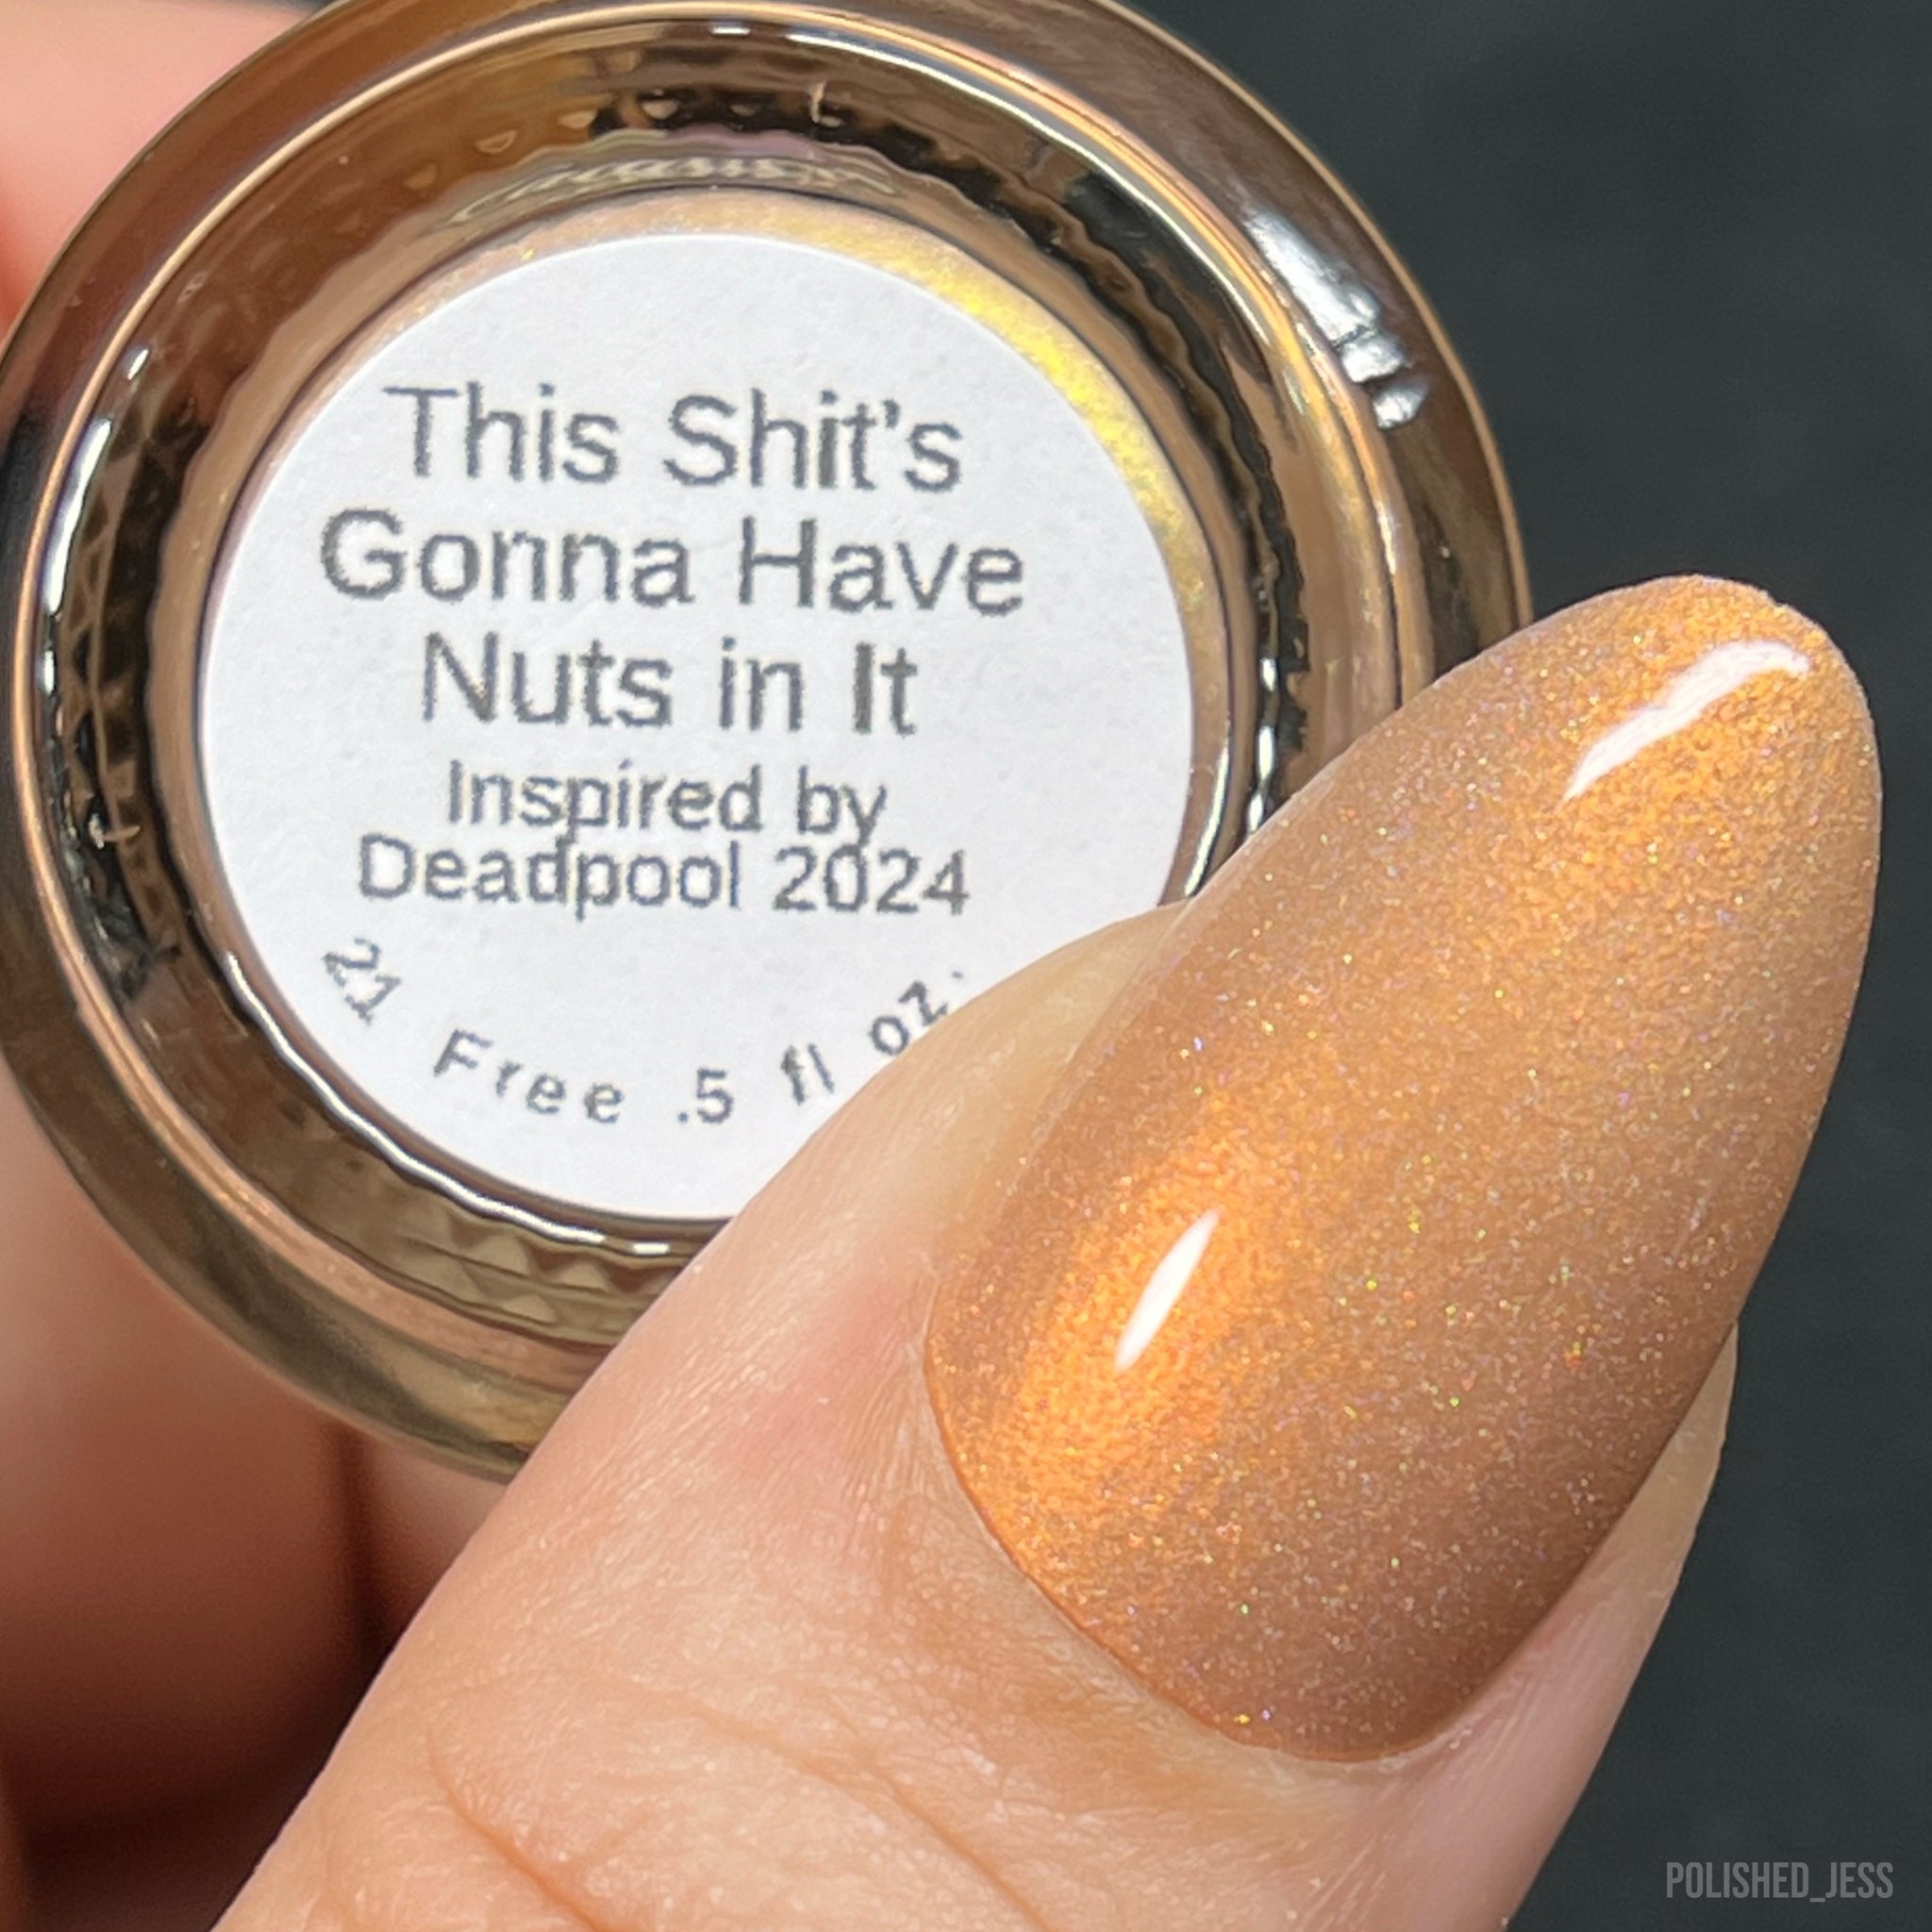 This Shit's
Gonna Have
Nuts in It
Inspired by
Deadpool 2024
21 Free .5 fl oz.
POLISHED_JESS